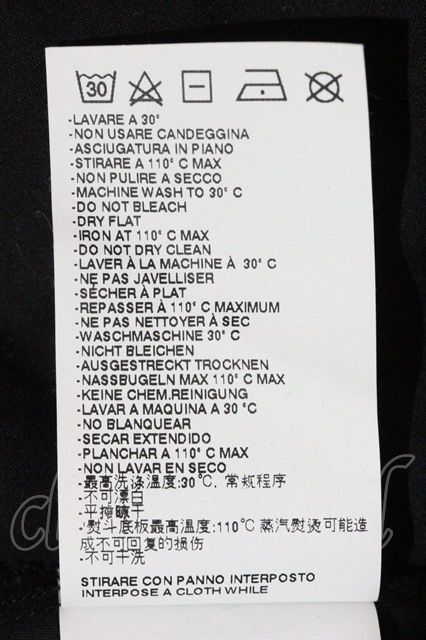 30
-LAVARE A 30°
-NON USARE CANDEGGINA
-ASCIUGATURA IN PIANO
-STIRARE A 110° C MAX
-NON PULIRE A SECCO
-MACHINE WASH TO 30° C
-DO NOT BLEACH
-DRY FLAT
-IRON AT 110° C MAX
-DO NOT DRY CLEAN
-LAVER À LA MACHINE À 30° C
-NE PAS JAVELLISER
-SÉCHER À PLAT
-REPASSER À 110° C MAXIMUM
-NE PAS NETTOYER À SEC
-WASCHMASCHINE 30° C
-NICHT BLEICHEN
-AUSGESTRECKT TROCKNEN
-NASSBUGELN MAX 110° C MAX
-KEINE CHEM.REINIGUNG
-LAVAR A MAQUINA A 30 °C
-NO BLANQUEAR
-SECAR EXTENDIDO
-PLANCHAR A 110° C MAX
-NON LAVAR EN SECO
-最高洗涤温度:30°C, 常规程序
-不可漂白
-平摊晾干
-熨斗底板最高温度:110°C 蒸汽熨烫可能造
成不可回复的损伤
-不可干洗
STIRARE CON PANNO INTERPOSTO
INTERPOSE A CLOTH WHILE